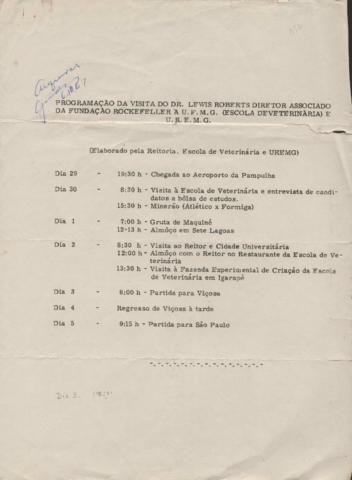 Arquivar
PROGRAMAÇÃO DA VISITA DO DR. LEWIS ROBERTS DIRETOR ASSOCIADO
DA FUNDAÇÃO ROCKEFELLER À U.F.M.G. (ESCOLA DEVETERINÁRIA) E
U.R.E.M.G.
(Elaborado pela Reitoria, Escola de Veterinária e UREMG)
Dia 29 - 19:30 h - Chegada ao Aeroporto da Pampulha
Dia 30 - 8:30 h - Visita à Escola de Veterinária e entrevista de candi-
datos a bôlsa de estudos.
15:30 h - Minerão (Atlético x Formiga)
Dia 1 - 7:00 h - Gruta de Maquiné
12-13 h - Almôço em Sete Lagoas
Dia 2 - 8:30 h - Visita ao Reitor e Cidade Universitária
12:00 h - Almôço com o Reitor no Restaurante da Escola de Ve-
terinária
13:30 h - Visita à Fazenda Experimental de Criação da Escola
de Veterinária em Igarapé
Dia 3 - 8:00 h - Partida para Viçosa
Dia 4 Regresso de Viçosa à tarde
Dia 5 - 9:15 h - Partida para São Paulo
Dia 3.